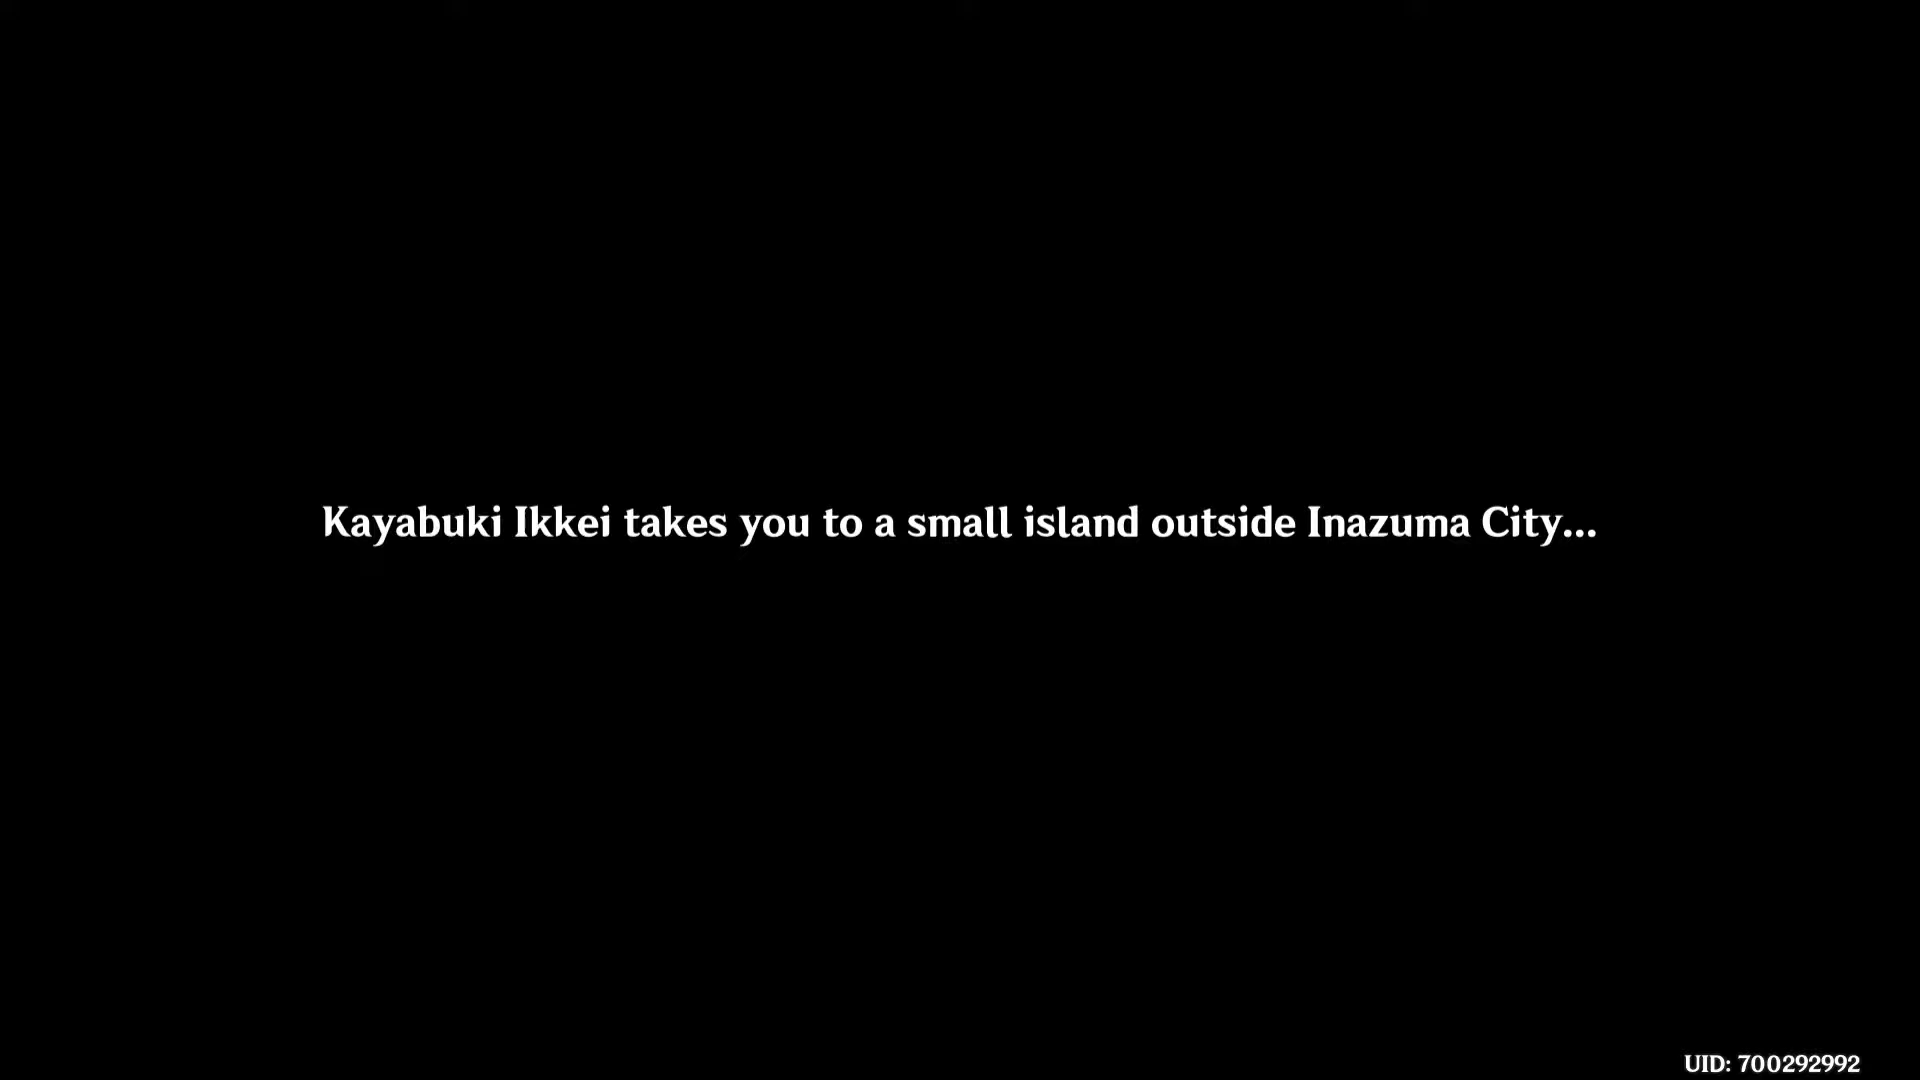 Kayabuki Ikkei takes you to a small island outside Inazuma City...
UID: 700292992